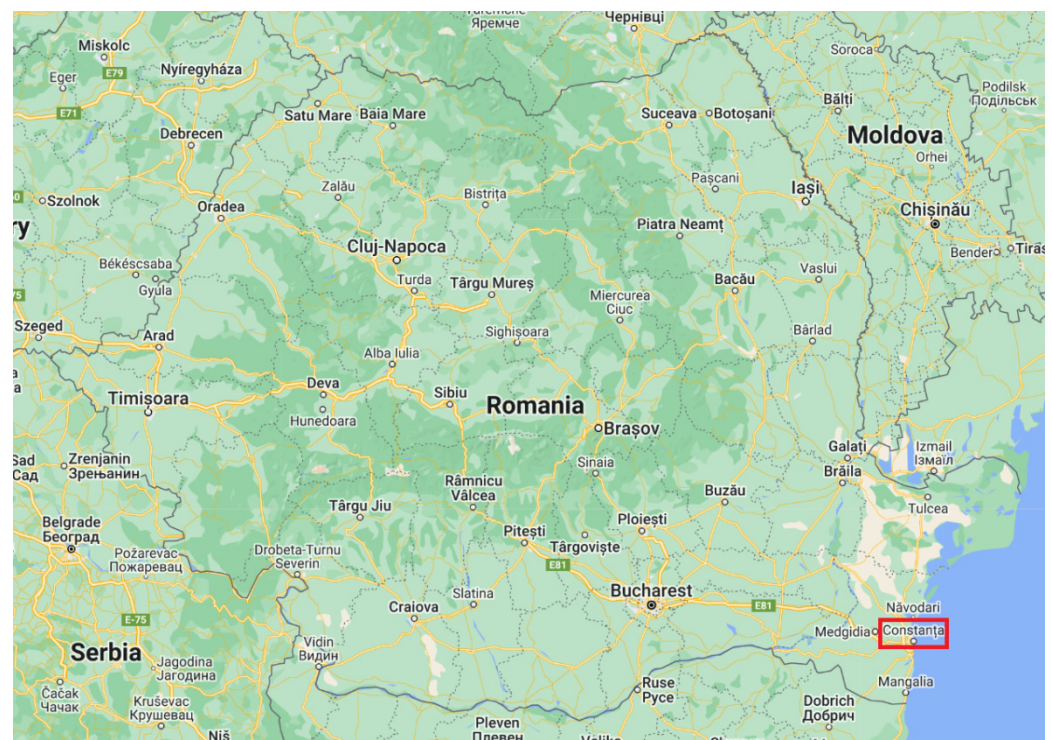 Яремче
Чернівці
Miskolc
Soroca
Nyíregyháza
Eger
E79
Podilsk
Подільськ
E71
Satu Mare
Baia Mare
Suceava
Botoșani
Bălți
Debrecen
Moldova
Orhei
Pașcani
Iași
Zalău
Bistrița
Szolnok
Oradea
Chișinău
Piatra Neamț
Cluj-Napoca
Bender
Békéscsaba
Gyula
Turda
Târgu Mureș
Bacău
Vaslui
Miercurea
Ciuc
Szeged
Arad
Sighișoara
Bârlad
Alba Iulia
Deva
Timișoara
Sibiu
Romania
Hunedoara
Brașov
Galați
Izmail
Ізмаїл
Zrenjanin
Зрењанин
Sinaia
Brăila
Râmnicu
Vâlcea
Buzău
Târgu Jiu
Tulcea
Belgrade
Београд
Pitești
Ploiești
Požarevac
Пожаревац
Drobeta-Turnu
Severin
Târgoviște
E81
Bucharest
Slatina
Craiova
E81
Năvodari
E-75
Medgidia
Constanța
Serbia
Vidin
Видин
Jagodina
Јагодина
Mangalia
Čačak
Чачак
Ruse
Русе
Kruševac
Крушевац
Dobrich
Добрич
Niš
Pleven
Плевен